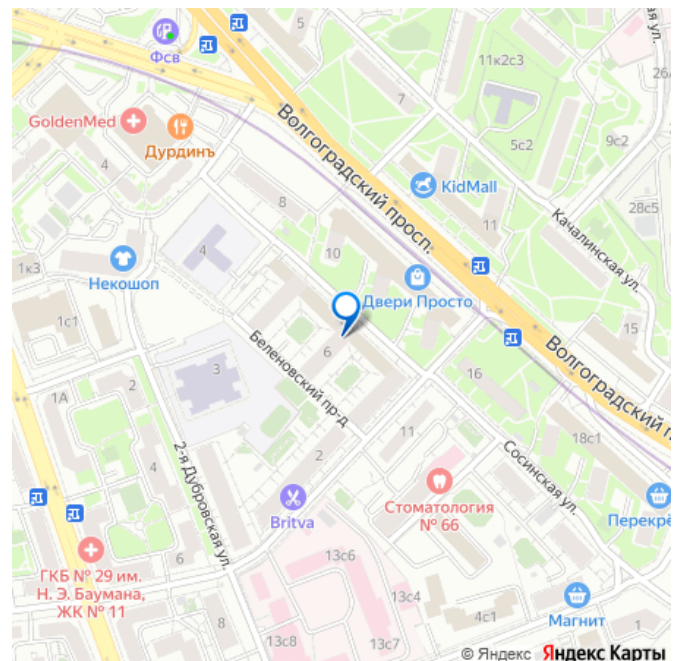 5
Фсв
11к2с3
26
7
GoldenMed
Дурдинъ
4
5с2
9с2
Волгоградский просп.
KidMall
8
11
28с5
Качалинская ул.
4
10
1к3
Некошоп
Двери Просто
1с1
15
Беленовский пр-д
6
3
16
Волгоградский п
1А
2
11
18с1
2-я Дубровская ул.
4
2
Сосинская ул.
Стоматология
№ 66
Britva
Перекрё
6
ГКБ № 29 им.
Н. Э. Баумана,
ЖК № 11
13с6
13с4
4с1
Магнит
8
13с8
13с7
© Яндекс Яндекс Карты